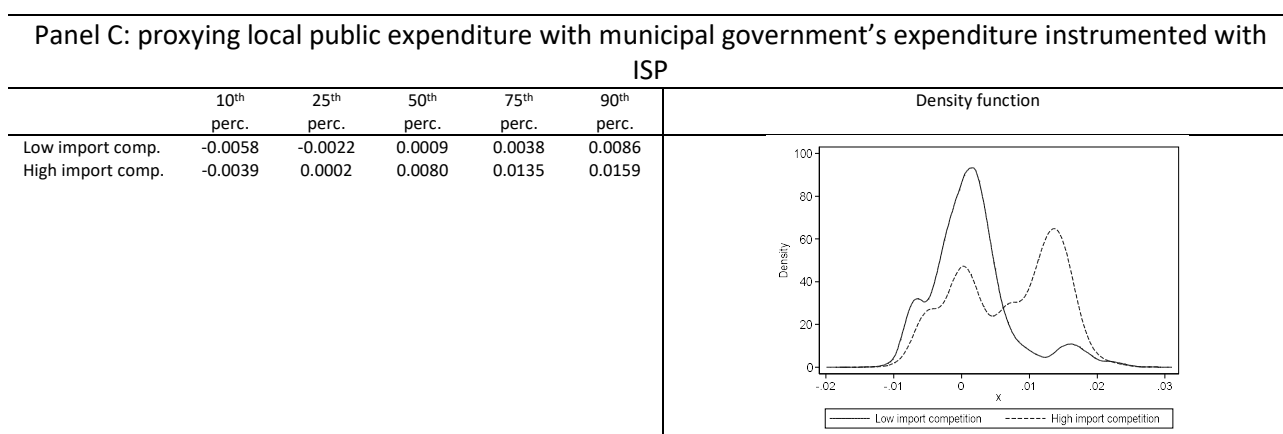 Panel C: proxying local public expenditure with municipal government’s expenditure instrumented with
ISP
10th 25th 50th 75th 90th Density function
perc. perc. perc. perc. perc.
Low import comp. -0.0058 -0.0022 0.0009 0.0038 0.0086
High import comp. -0.0039 0.0002 0.0080 0.0135 0.0159
100
80
60
40
20
0
Density
-.02 -.01 0 .01 .02 .03
x
Low import competition High import competition